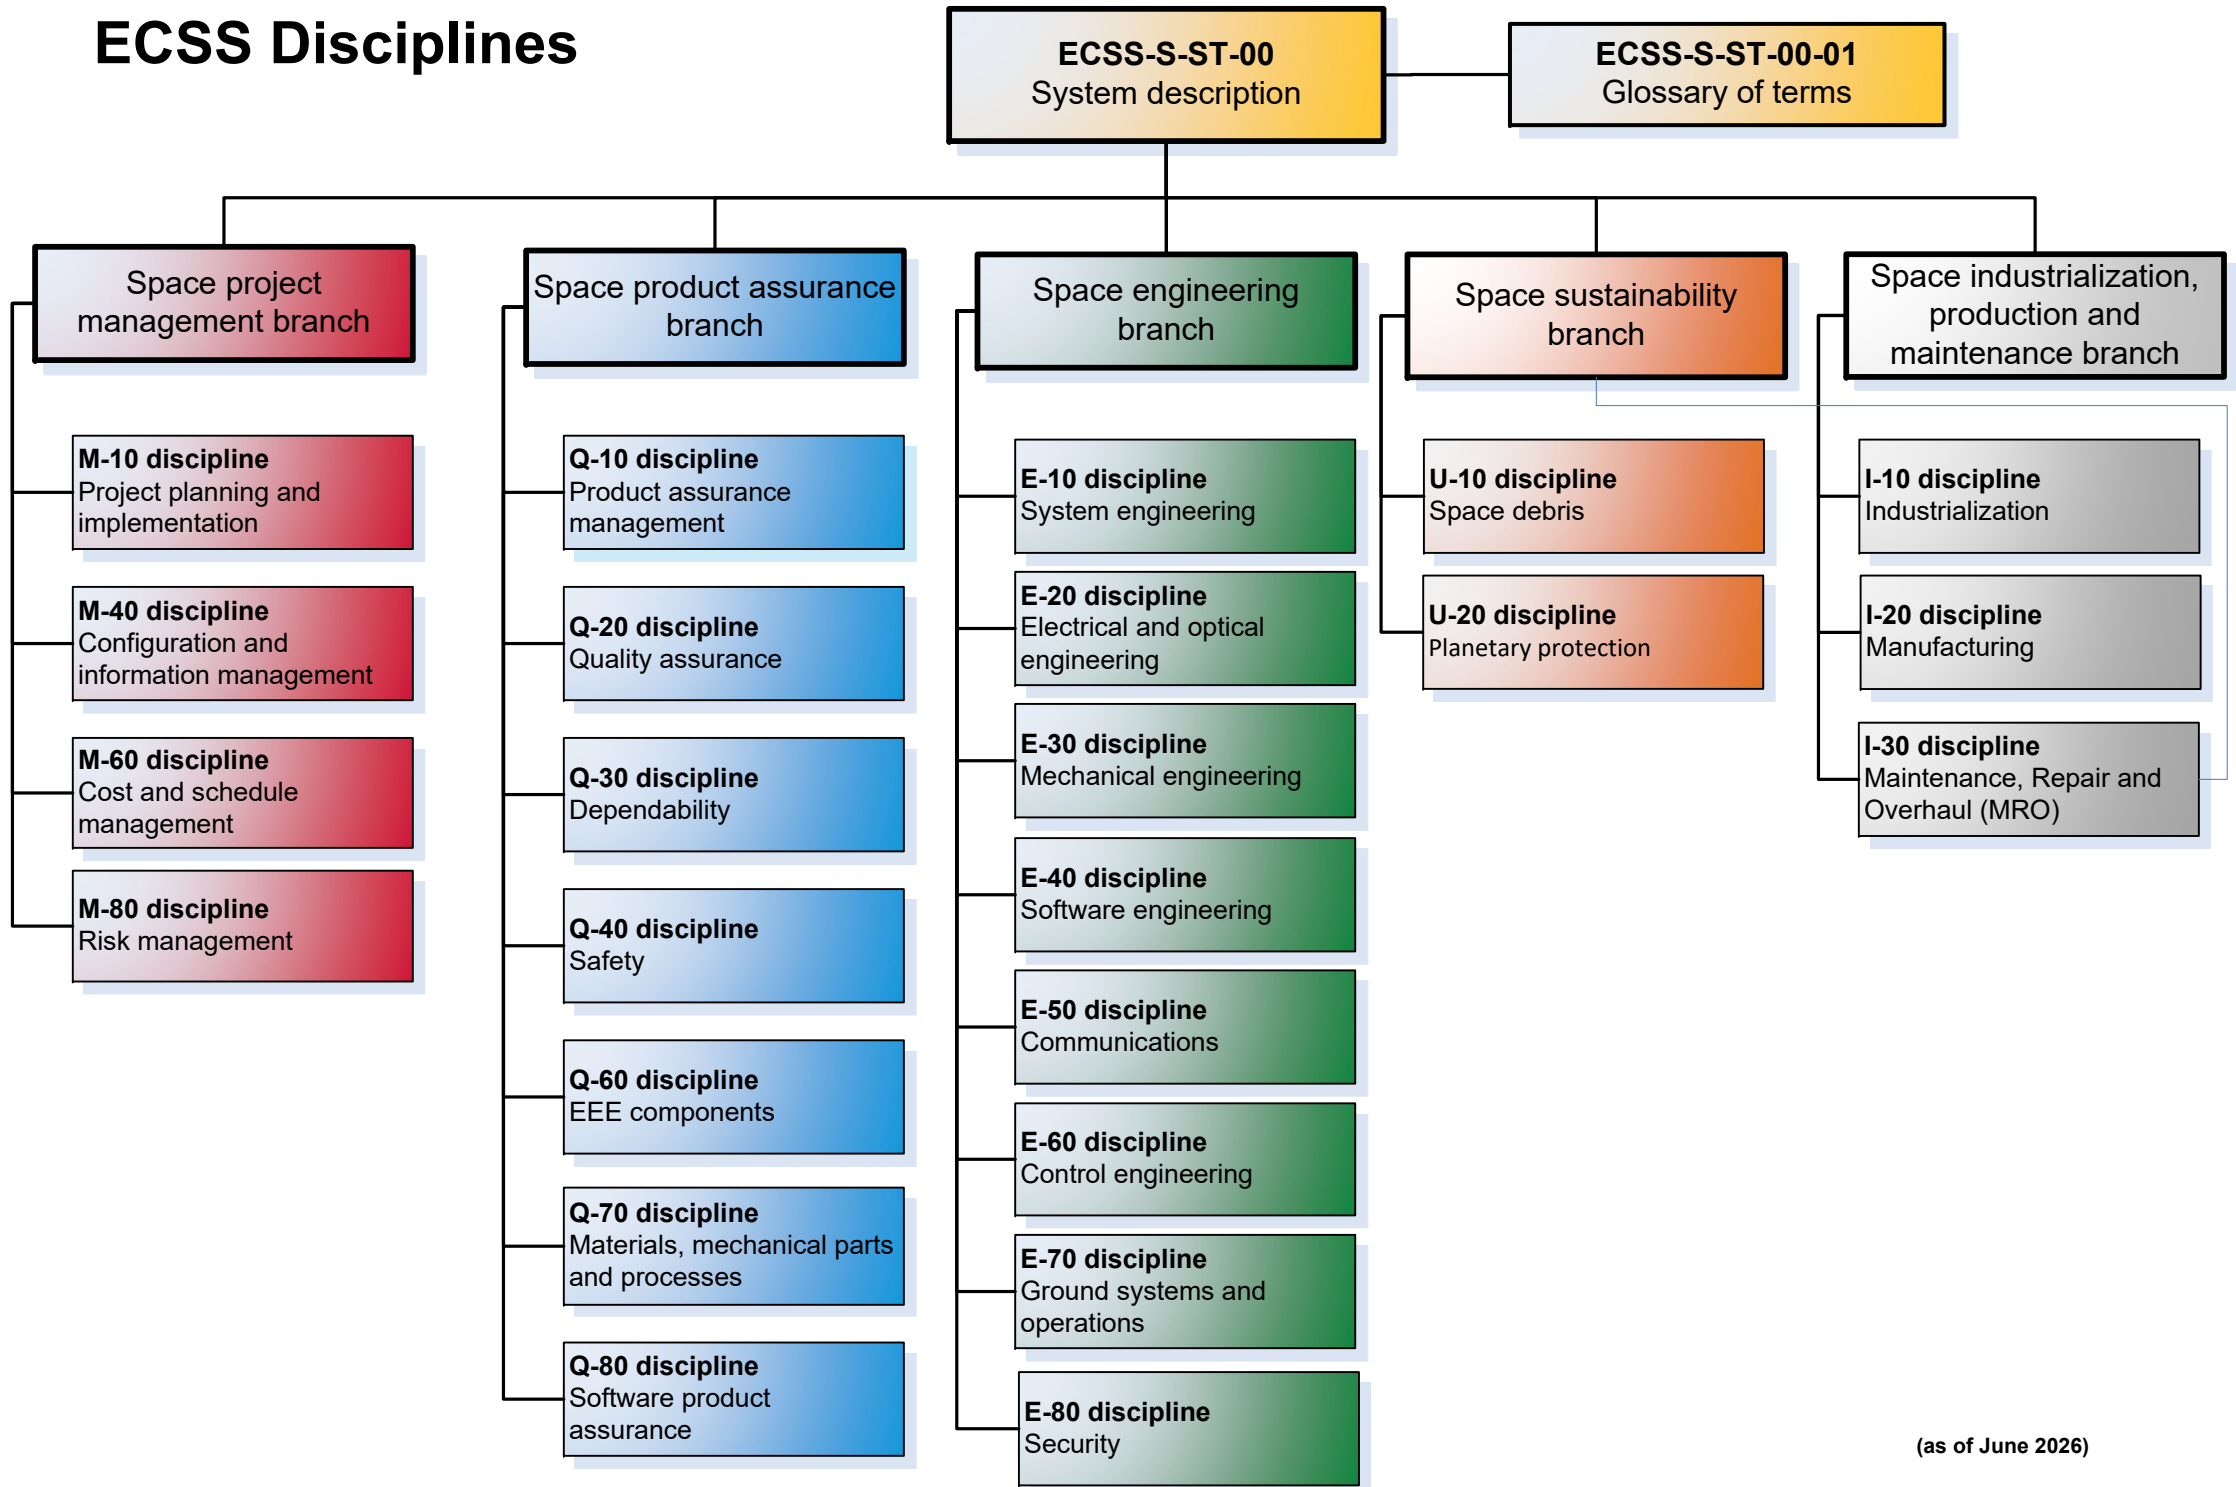 ECSS Disciplines
ECSS-S-ST-00
System description
ECSS-S-ST-00-01
Glossary of terms
Space project
management branch
M-10 discipline
Project planning and
implementation
M-40 discipline
Configuration and
information management
M-60 discipline
Cost and schedule
management
M-80 discipline
Risk management
Space product assurance
branch
Q-10 discipline
Product assurance
management
Q-20 discipline
Quality assurance
Q-30 discipline
Dependability
Q-40 discipline
Safety
Q-60 discipline
EEE components
Q-70 discipline
Materials, mechanical parts
and processes
Q-80 discipline
Software product
assurance
Space engineering
branch
E-10 discipline
System engineering
E-20 discipline
Electrical and optical
engineering
E-30 discipline
Mechanical engineering
E-40 discipline
Software engineering
E-50 discipline
Communications
E-60 discipline
Control engineering
E-70 discipline
Ground systems and
operations
E-80 discipline
Security
Space sustainability
branch
U-10 discipline
Space debris
U-20 discipline
Planetary protection
Space industrialization,
production and
maintenance branch
I-10 discipline
Industrialization
I-20 discipline
Manufacturing
I-30 discipline
Maintenance, Repair and
Overhaul (MRO)
(as of June 2026)